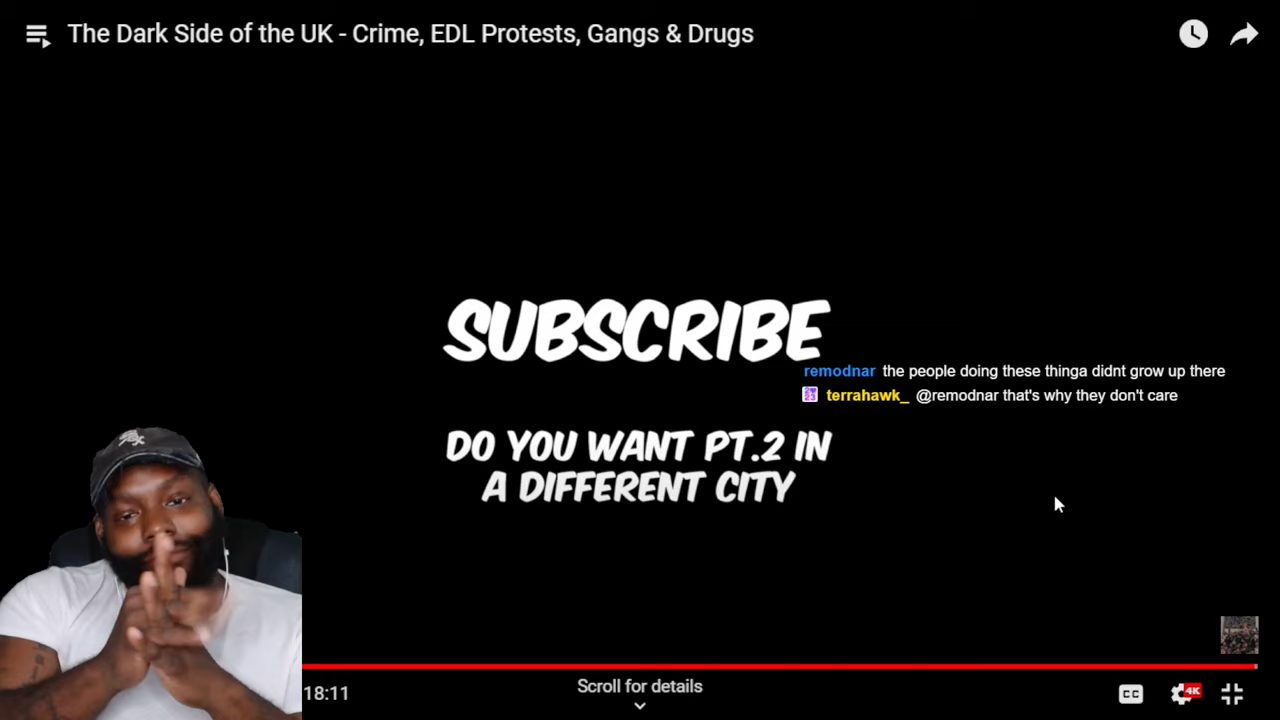 The Dark Side of the UK - Crime, EDL Protests, Gangs & Drugs
SUBSCRIBE
remodnar the people doing these thinga didnt grow up there
terrahawk_ @remodnar that's why they don't care
DO YOU WANT PT.2 IN
A DIFFERENT CITY
18:11
Scroll for details
CC
4K